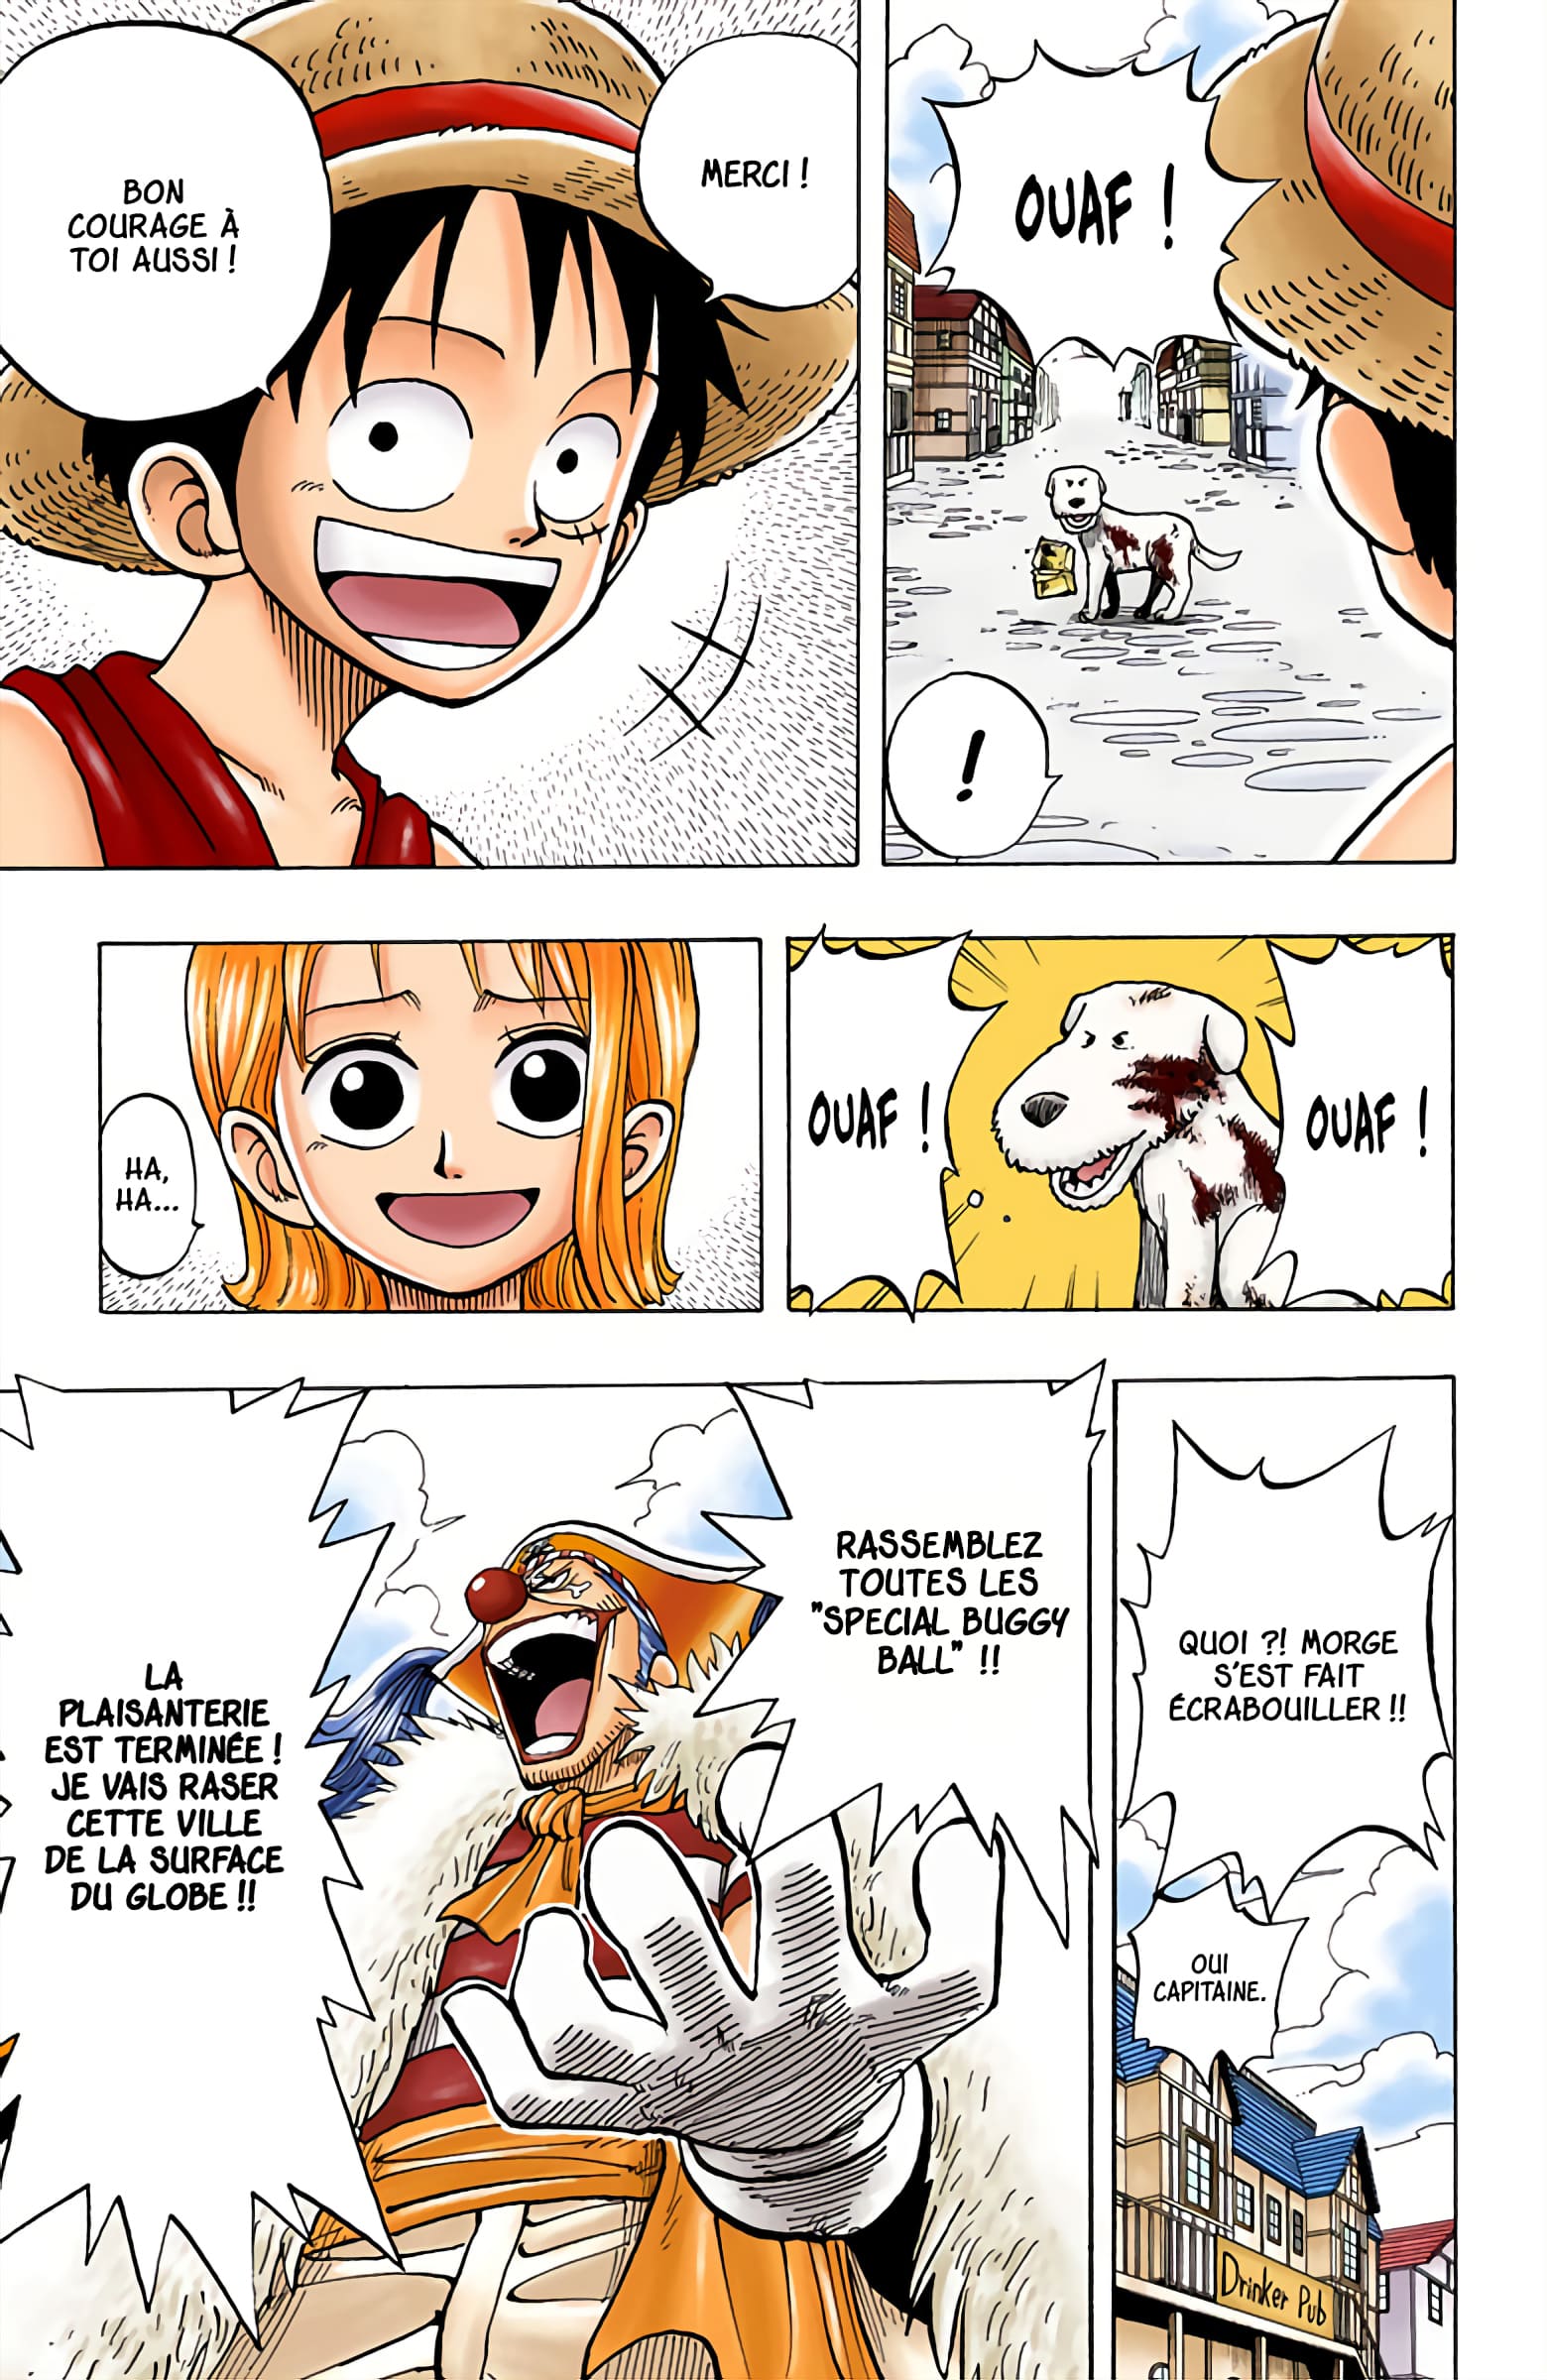 OUAF !
!
MERCI !
BON
COURAGE À
TOI AUSSI !
OUAF !
OUAF !
HA,
HA...
QUOI ?! MORGE
S'EST FAIT
ÉCRABOUILLER !!
OUI
CAPITAINE.
Drinker Pub
RASSEMBLEZ
TOUTES LES
"SPECIAL BUGGY
BALL" !!
LA
PLAISANTERIE
EST TERMINÉE !
JE VAIS RASER
CETTE VILLE
DE LA SURFACE
DU GLOBE !!